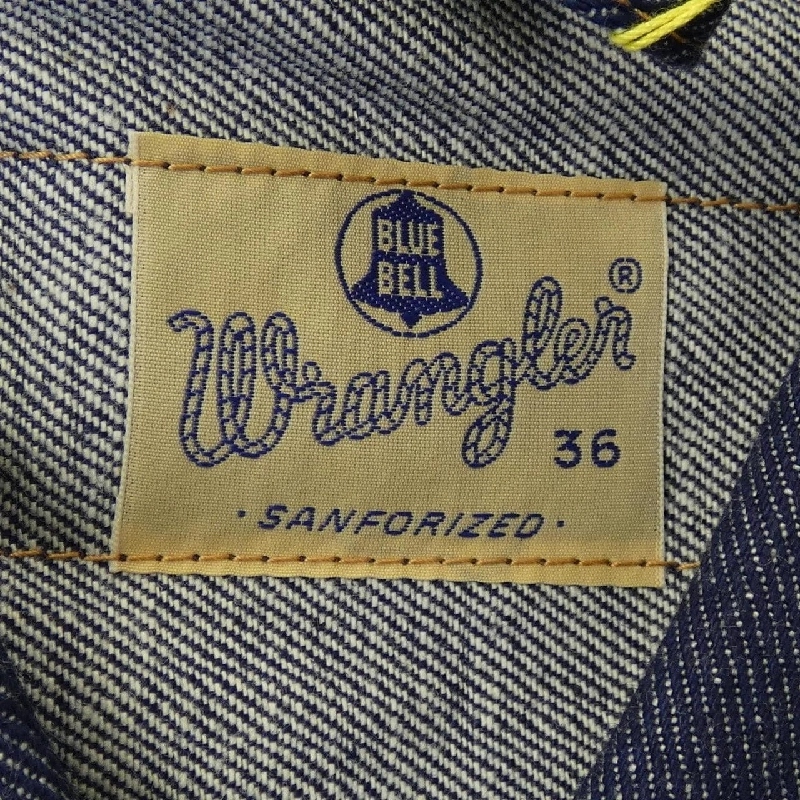 BLUE
BELL
Wrangler ®
36
· SANFORIZED ·